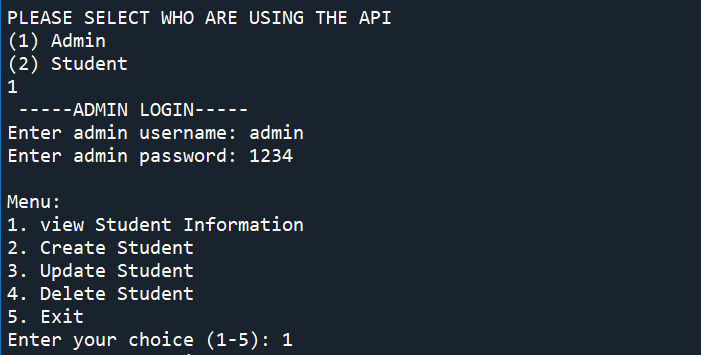 PLEASE SELECT WHO ARE USING THE API
(1) Admin
(2) Student
1
-----ADMIN LOGIN-----
Enter admin username: admin
Enter admin password: 1234
Menu:
1. view Student Information
2. Create Student
3. Update Student
4. Delete Student
5. Exit
Enter your choice (1-5): 1